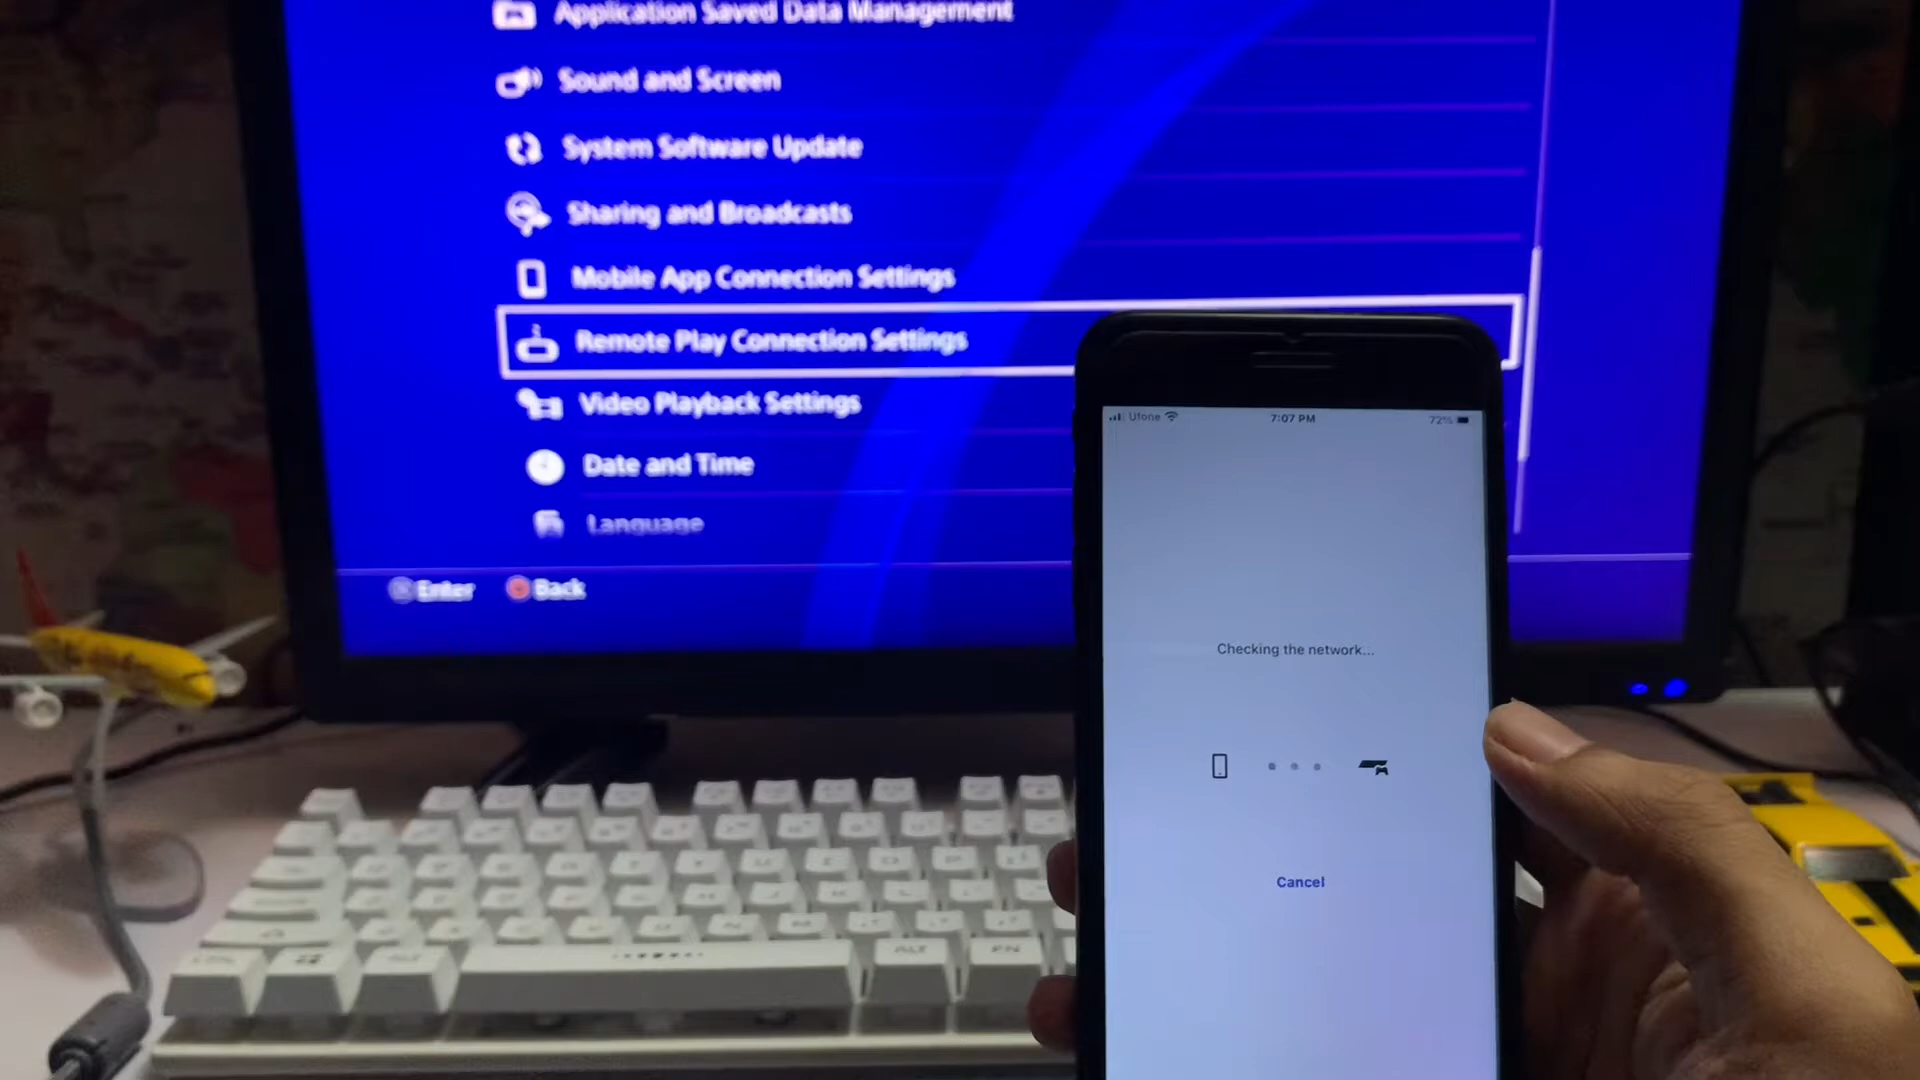 Application Saved Data Management
Sound and Screen
System Software Update
Sharing and Broadcasts
Mobile App Connection Settings
Remote Play Connection Settings
Video Playback Settings
Date and Time
Language
Enter Back
Ufone 7:07 PM 72%
Checking the network...
Cancel
ALT FN